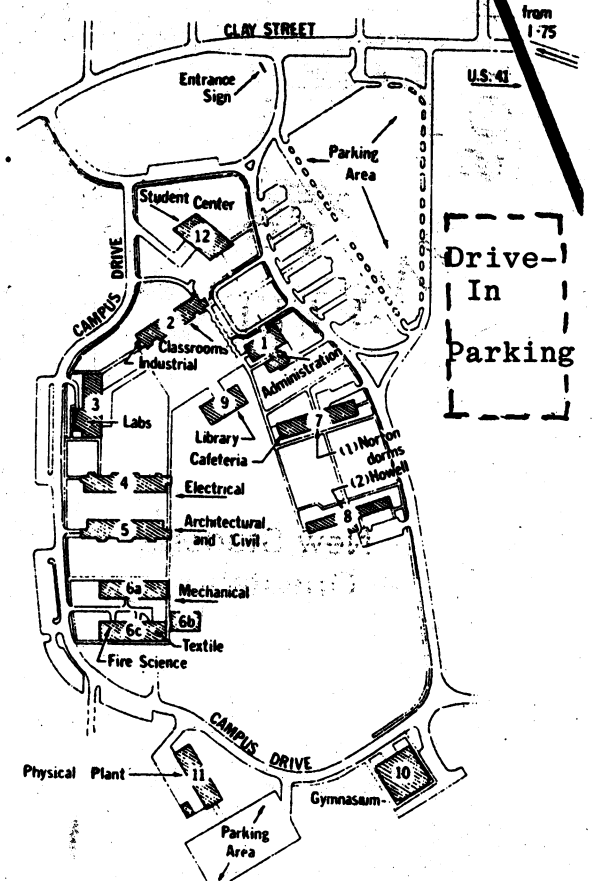 from
I-75
CLAY STREET
U.S. 41
Entrance
Sign
Parking
Area
Student Center
12
Drive-
In
Parking
CAMPUS DRIVE
2
Classrooms
Industrial
1
Administration
3
Labs
9
Library
7
Cafeteria
(1) Norton
dorms
(2) Howell
4
Electrical
8
5
Architectural
and Civil
6a
Mechanical
6b
6c
Textile
Fire Science
CAMPUS DRIVE
Physical Plant
11
10
Gymnasium
Parking
Area